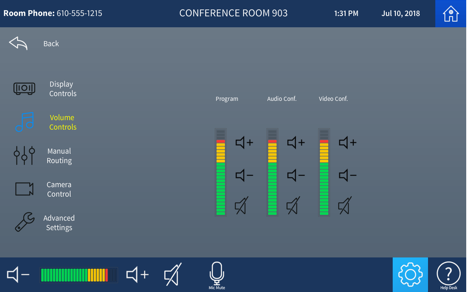 Room Phone: 610-555-1215
CONFERENCE ROOM 903
1:31 PM
Jul 10, 2018
Back
Display
Controls
Volume
Controls
Manual
Routing
Camera
Control
Advanced
Settings
Program
Audio Conf.
Video Conf.
Mic Mute
Help Desk